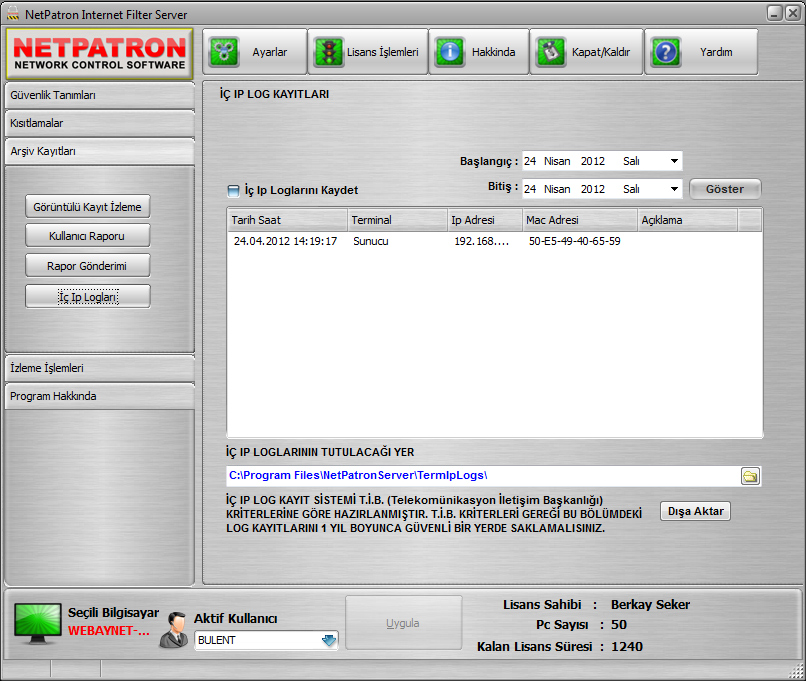 NetPatron Internet Filter Server
NETPATRON
NETWORK CONTROL SOFTWARE
Ayarlar
Lisans İşlemleri
Hakkında
Kapat/Kaldır
Yardım
Güvenlik Tanımları
Kısıtlamalar
Arşiv Kayıtları
Görüntülü Kayıt İzleme
Kullanıcı Raporu
Rapor Gönderimi
İç Ip Logları
İzleme İşlemleri
Program Hakkında
İÇ IP LOG KAYITLARI
Başlangıç : 24 Nisan 2012 Salı
Bitiş : 24 Nisan 2012 Salı
Göster
İç Ip Loglarını Kaydet
Tarih Saat Terminal Ip Adresi Mac Adresi Açıklama
24.04.2012 14:19:17 Sunucu 192.168.... 50-E5-49-40-65-59
İÇ IP LOGLARININ TUTULACAĞI YER
C:\Program Files\NetPatronServer\TermIpLogs\
İÇ IP LOG KAYIT SİSTEMİ T.İ.B. (Telekomünikasyon İletişim Başkanlığı)
KRİTERLERİNE GÖRE HAZIRLANMIŞTIR. T.İ.B. KRİTERLERİ GEREĞİ BU BÖLÜMDEKİ
LOG KAYITLARINI 1 YIL BOYUNCA GÜVENLİ BİR YERDE SAKLAMALISINIZ.
Dışa Aktar
Seçili Bilgisayar
WEBAYNET-...
Aktif Kullanıcı
BULENT
Uygula
Lisans Sahibi : Berkay Seker
Pc Sayısı : 50
Kalan Lisans Süresi : 1240